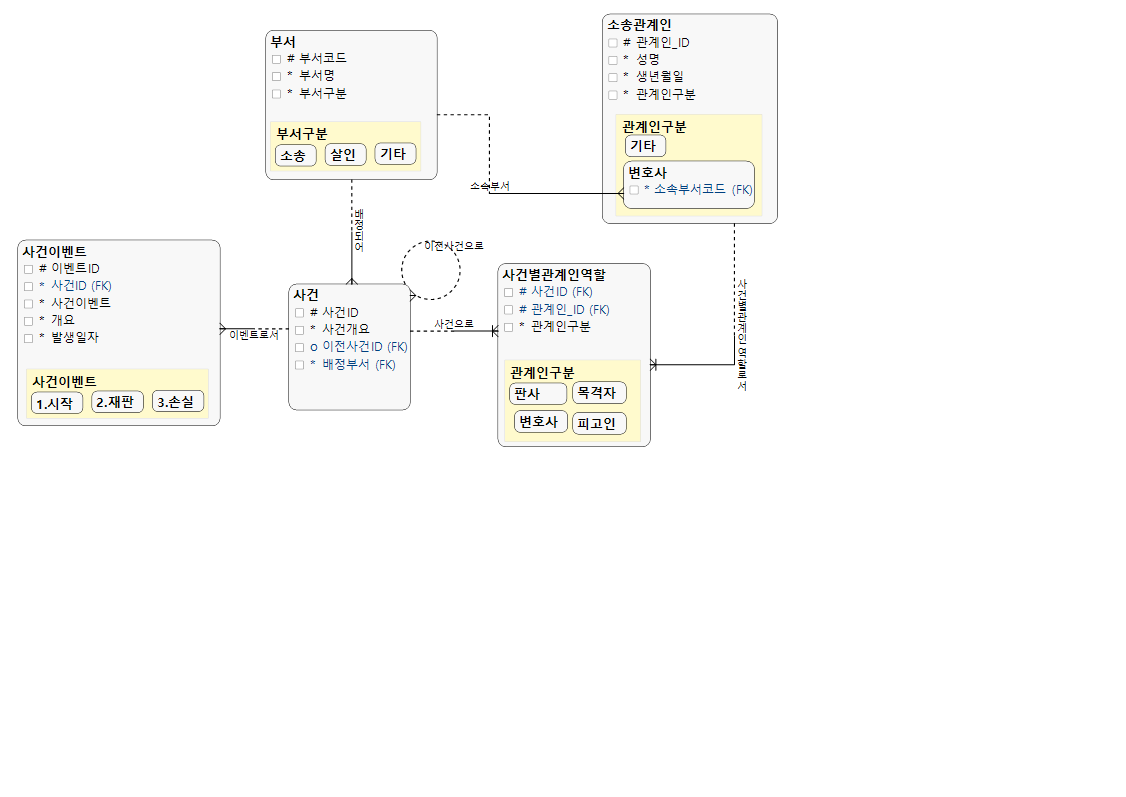 부서
# 부서코드
* 부서명
* 부서구분
부서구분
소송
살인
기타
소송관계인
# 관계인_ID
* 성명
* 생년월일
* 관계인구분
관계인구분
기타
변호사
* 소속부서코드 (FK)
소속부서
배정되어
이전사건으로
사건이벤트
# 이벤트ID
* 사건ID (FK)
* 사건이벤트
* 개요
* 발생일자
사건이벤트
1.시작
2.재판
3.손실
이벤트로서
사건
# 사건ID
* 사건개요
o 이전사건ID (FK)
* 배정부서 (FK)
사건으로
사건별관계인역할
# 사건ID (FK)
# 관계인_ID (FK)
* 관계인구분
관계인구분
판사
목격자
변호사
피고인
사건별관계인역할로서